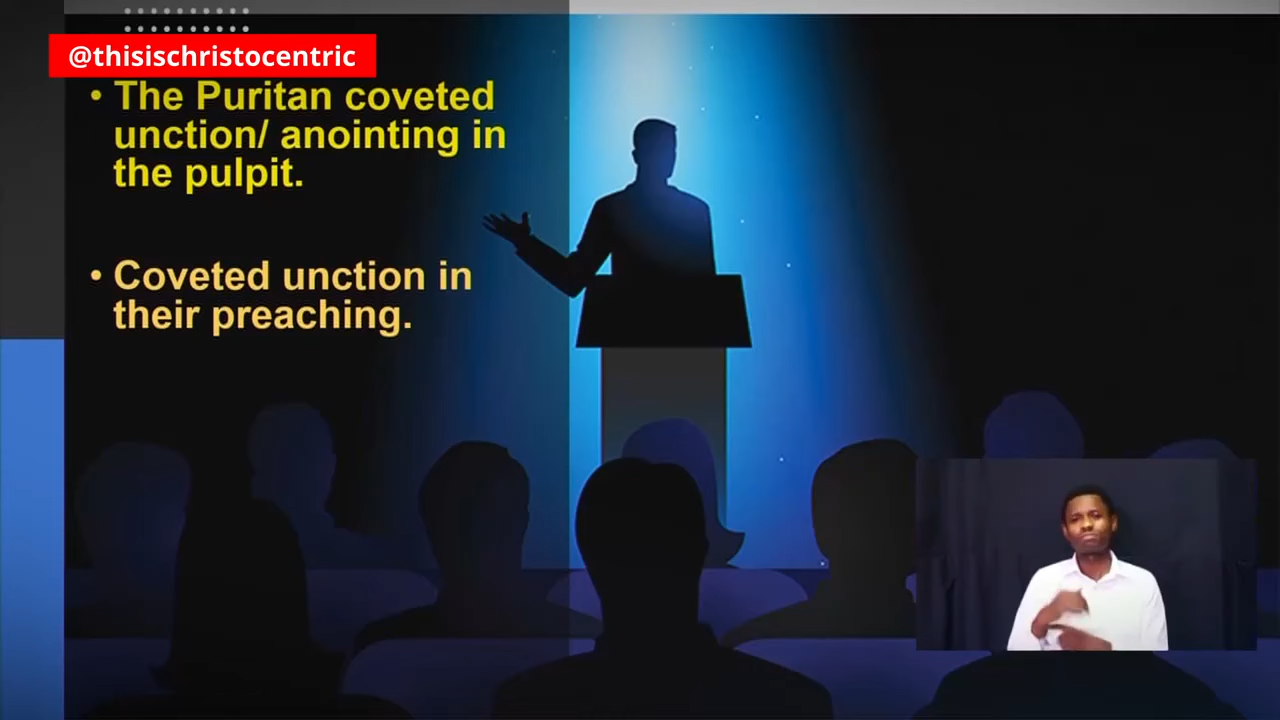 @thisischristocentric
• The Puritan coveted
unction/ anointing in
the pulpit.
• Coveted unction in
their preaching.